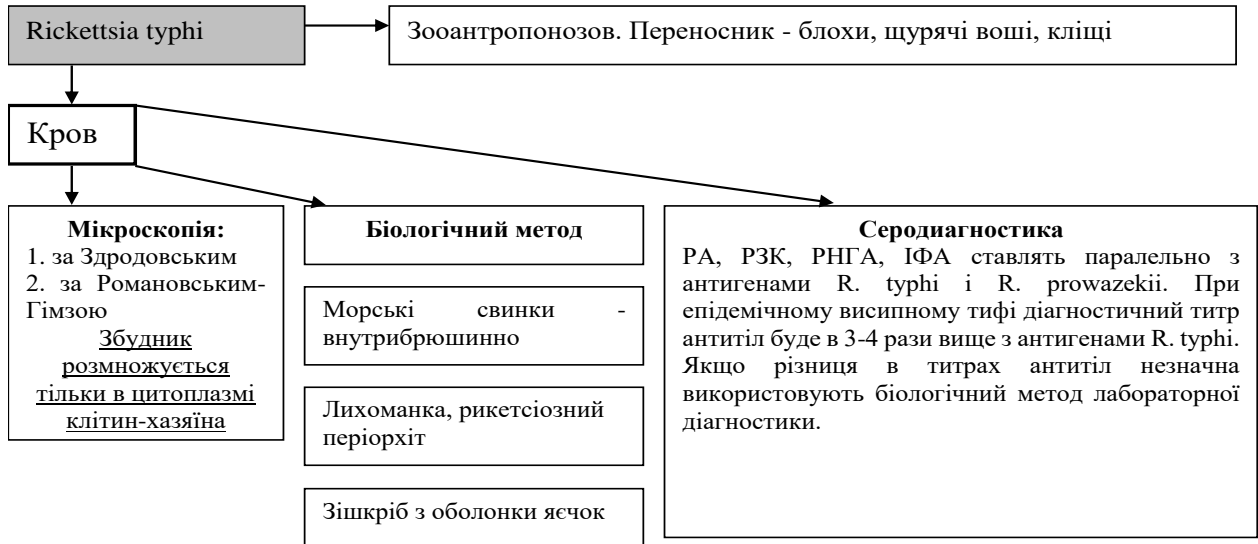 Rickettsia typhi
Зооантропонозов. Переносник - блохи, щурячі воші, кліщі
Кров
Мікроскопія:
1. за Здродовським
2. за Романовським-
Гімзою
Збудник
розмножується
тільки в цитоплазмі
клітин-хазяїна
Біологічний метод
Морські свинки -
внутрибрюшинно
Лихоманка, рикетсіозний
періорхіт
Зішкріб з оболонки яєчок
Серодиагностика
РА, РЗК, РНГА, ІФА ставлять паралельно з
антигенами R. typhi і R. prowazekii. При
епідемічному висипному тифі діагностичний титр
антитіл буде в 3-4 рази вище з антигенами R. typhi.
Якщо різниця в титрах антитіл незначна
використовують біологічний метод лабораторної
діагностики.